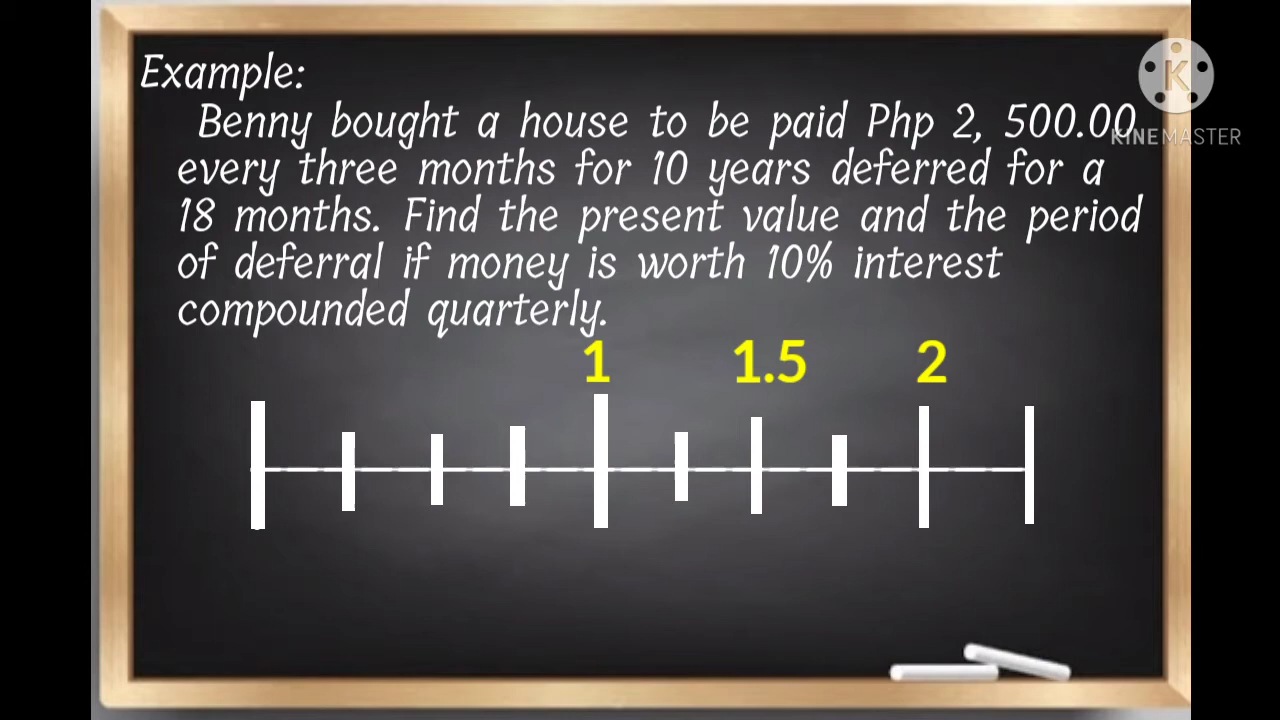 Example:
Benny bought a house to be paid Php 2, 500.00
every three months for 10 years deferred for a
18 months. Find the present value and the period
of deferral if money is worth 10% interest
compounded quarterly.
1 1.5 2
K
KINEMASTER